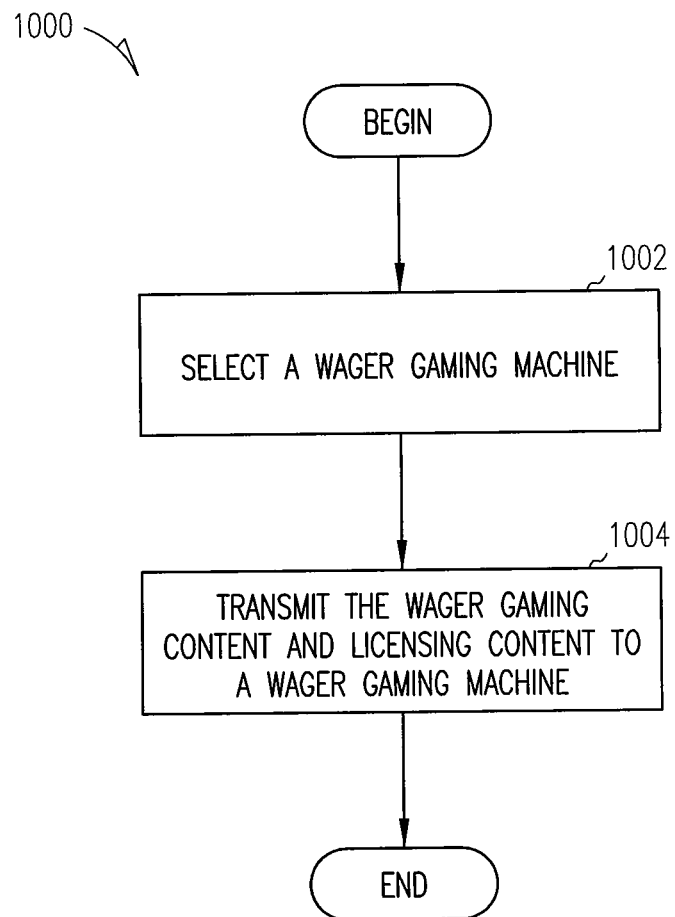 1000
BEGIN
1002
SELECT A WAGER GAMING MACHINE
1004
TRANSMIT THE WAGER GAMING
CONTENT AND LICENSING CONTENT TO
A WAGER GAMING MACHINE
END